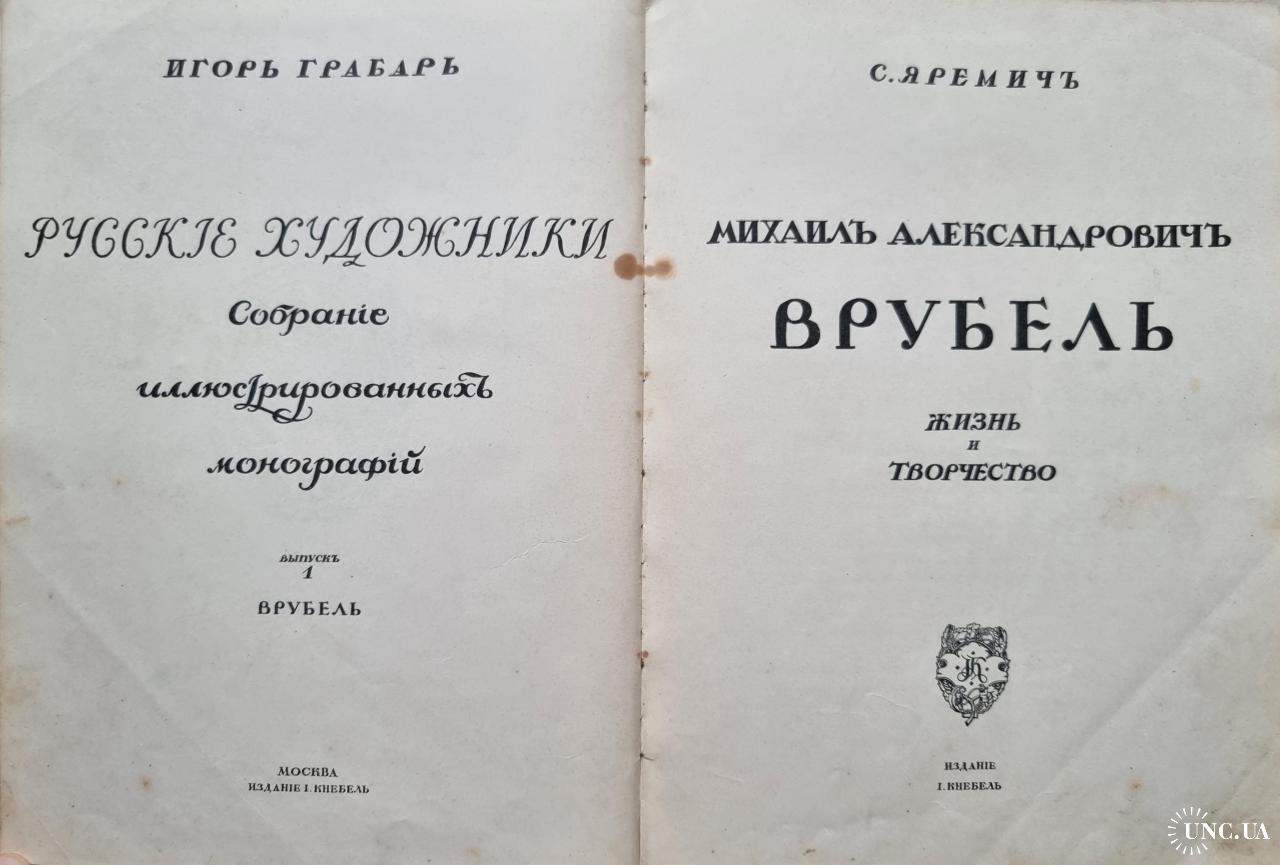 ИГОРЬ ГРАБАРЬ
РУССКІЕ ХУДОЖНИКИ
Собраніе
иллюстрированныхъ
монографій
ВЫПУСКЪ
1
ВРУБЕЛЬ
МОСКВА
ИЗДАНІЕ І. КНЕБЕЛЬ
С. ЯРЕМИЧЪ
МИХАИЛЪ АЛЕКСАНДРОВИЧЪ
ВРУБЕЛЬ
ЖИЗНЬ
И
ТВОРЧЕСТВО
ИЗДАНІЕ
І. КНЕБЕЛЬ
UNC.UA